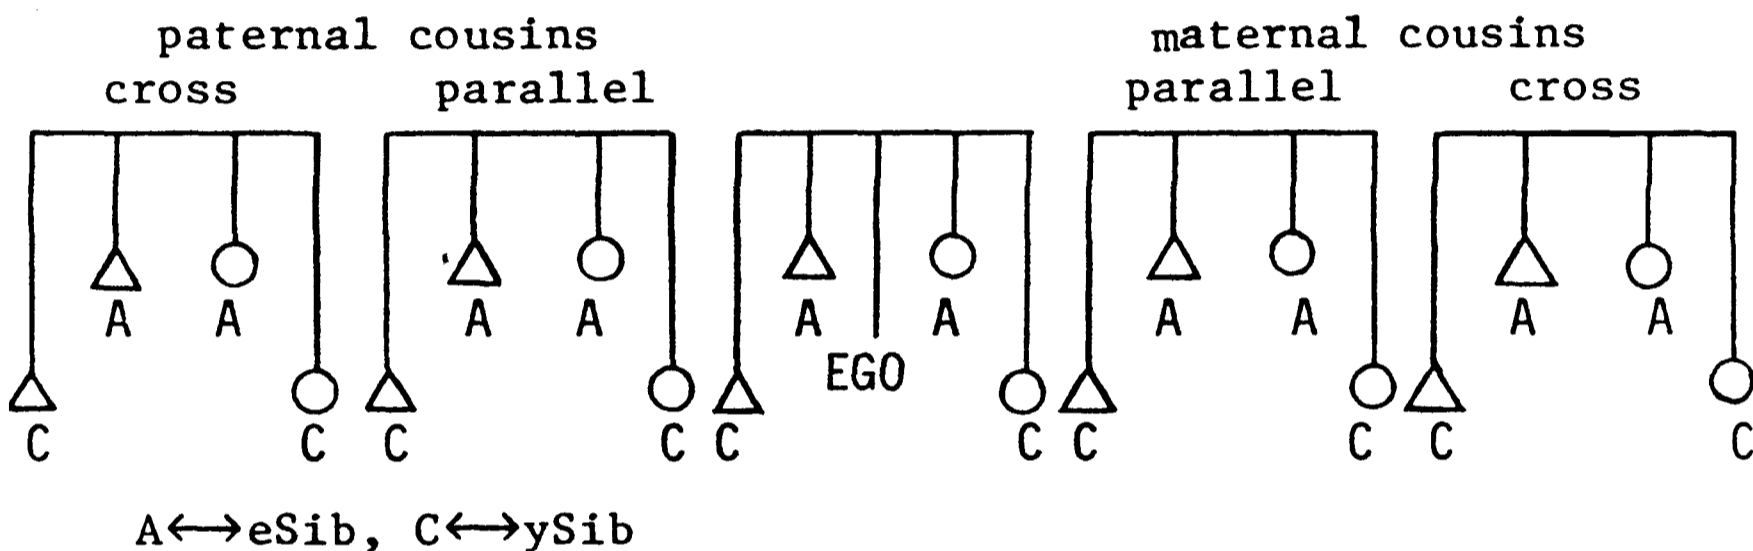 paternal cousins maternal cousins
cross parallel parallel cross
A A A A A A A A A A
EGO
C C C C C C C C C C
A↔eSib, C↔ySib